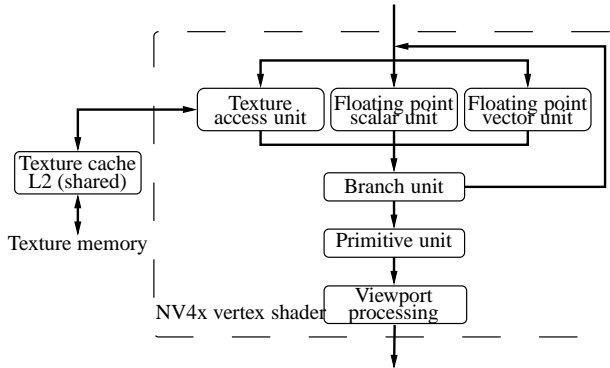 Texture
access unit
Floating point
scalar unit
Floating point
vector unit
Texture cache
L2 (shared)
Branch unit
Texture memory
Primitive unit
Viewport
processing
NV4x vertex shader